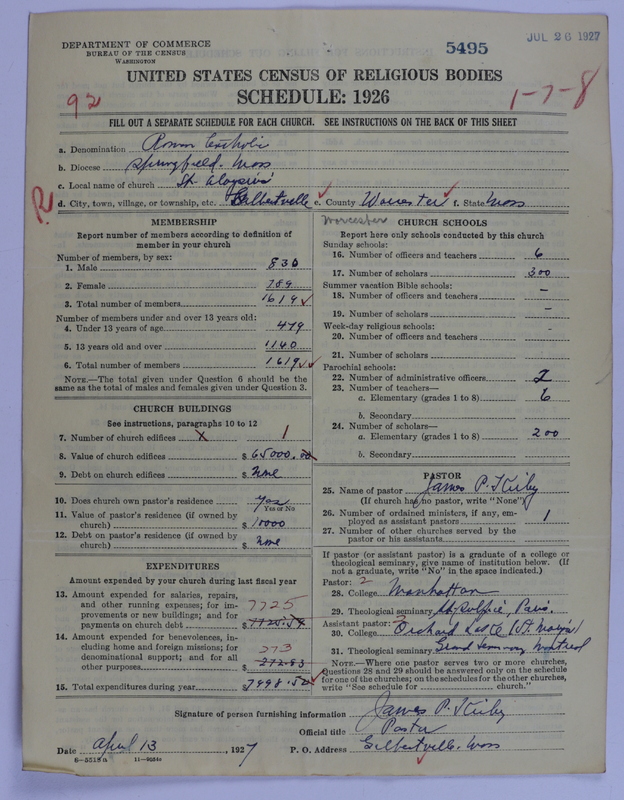 DEPARTMENT OF COMMERCE
BUREAU OF THE CENSUS
WASHINGTON
5495
JUL 26 1927
UNITED STATES CENSUS OF RELIGIOUS BODIES
SCHEDULE: 1926
92
1-7-8
FILL OUT A SEPARATE SCHEDULE FOR EACH CHURCH. SEE INSTRUCTIONS ON THE BACK OF THIS SHEET
a. Denomination Roman Catholic
b. Diocese Springfield. Mass
c. Local name of church St. Aloysius'
R
d. City, town, village, or township, etc. Gilbertville e. County Worcester f. State Mass
Worcester
MEMBERSHIP
Report number of members according to definition of
member in your church
Number of members, by sex:
1. Male 830
2. Female 789
3. Total number of members 1619
Number of members under and over 13 years old:
4. Under 13 years of age 479
5. 13 years old and over 1140
6. Total number of members 1619
NOTE.—The total given under Question 6 should be the
same as the total of males and females given under Question 3.
CHURCH BUILDINGS
See instructions, paragraphs 10 to 12
7. Number of church edifices X 1
8. Value of church edifices $ 65000.00
9. Debt on church edifices $ None
10. Does church own pastor's residence Yes
Yes or No
11. Value of pastor's residence (if owned by
church) $ 10000
12. Debt on pastor's residence (if owned by
church) $ None
EXPENDITURES
Amount expended by your church during last fiscal year
13. Amount expended for salaries, repairs,
and other running expenses; for im-
provements or new buildings; and for
payments on church debt 7725
$ 7725.59
14. Amount expended for benevolences, in-
cluding home and foreign missions; for
denominational support; and for all
other purposes 273
$ 272.93
15. Total expenditures during year $ 7998.52
CHURCH SCHOOLS
Report here only schools conducted by this church
Sunday schools:
16. Number of officers and teachers 6
17. Number of scholars 300
Summer vacation Bible schools:
18. Number of officers and teachers –
19. Number of scholars –
Week-day religious schools:
20. Number of officers and teachers –
21. Number of scholars
Parochial schools:
22. Number of administrative officers 2
23. Number of teachers—
a. Elementary (grades 1 to 8) 6
b. Secondary
24. Number of scholars—
a. Elementary (grades 1 to 8) 200
b. Secondary
PASTOR
25. Name of pastor James P. Kirby
(If church has no pastor, write "None")
26. Number of ordained ministers, if any, em-
ployed as assistant pastors 1
27. Number of other churches served by the
pastor or his assistants
If pastor (or assistant pastor) is a graduate of a college or
theological seminary, give name of institution below. (If
not a graduate, write "No" in the space indicated.)
Pastor: 2
28. College Manhattan
29. Theological seminary St. Sulpice Paris.
Assistant pastor: 3
30. College Orchard Lake (St. Mary's)
31. Theological seminary Grand Seminary Montreal
NOTE.—Where one pastor serves two or more churches,
Questions 28 and 29 should be answered only on the schedule
for one of the churches; on the schedules for the other churches,
write "See schedule for church."
Signature of person furnishing information James P. Kirby
Official title Pastor
Date April 13, 1927 P. O. Address Gilbertville. Mass